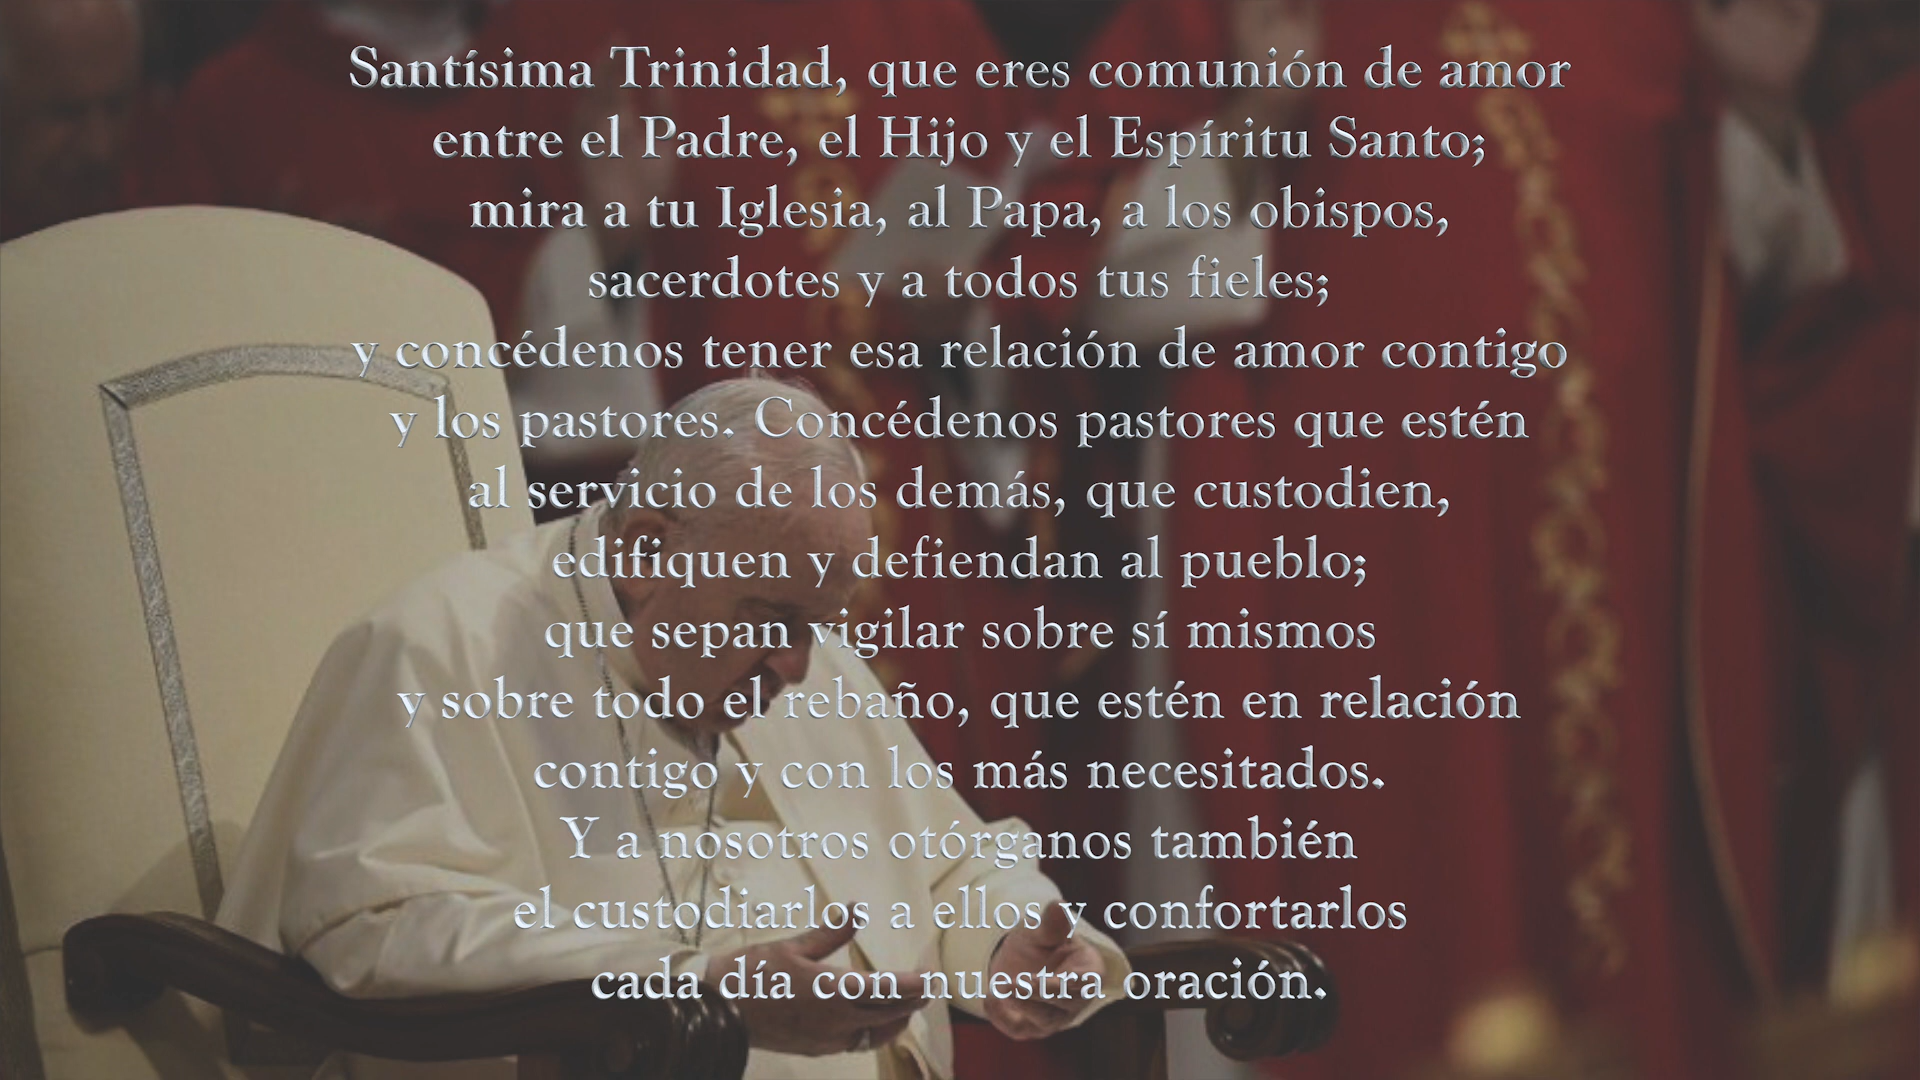 Santísima Trinidad, que eres comunión de amor
entre el Padre, el Hijo y el Espíritu Santo;
mira a tu Iglesia, al Papa, a los obispos,
sacerdotes y a todos tus fieles;
y concédenos tener esa relación de amor contigo
y los pastores. Concédenos pastores que estén
al servicio de los demás, que custodien,
edifiquen y defiendan al pueblo;
que sepan vigilar sobre sí mismos
y sobre todo el rebaño, que estén en relación
contigo y con los más necesitados.
Y a nosotros otórganos también
el custodiarlos a ellos y confortarlos
cada día con nuestra oración.